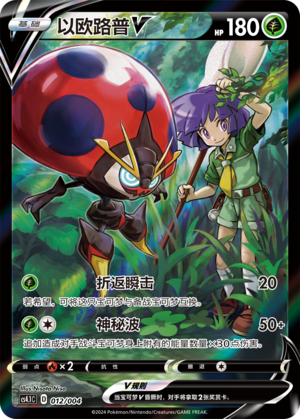 基础 以欧路普V HP 180
折返瞬击 20
若希望，可将这只宝可梦与备战宝可梦互换。
神秘波 50+
追加造成对手战斗宝可梦身上附有的能量数量×30点伤害。
弱点 ×2 抗性 撤退
Illus. Naoto Noo
CS4.1C D 012/004
V规则
当宝可梦V昏厥时，对手将拿取2张奖赏卡。
©2024 Pokémon/Nintendo/Creatures/GAME FREAK.